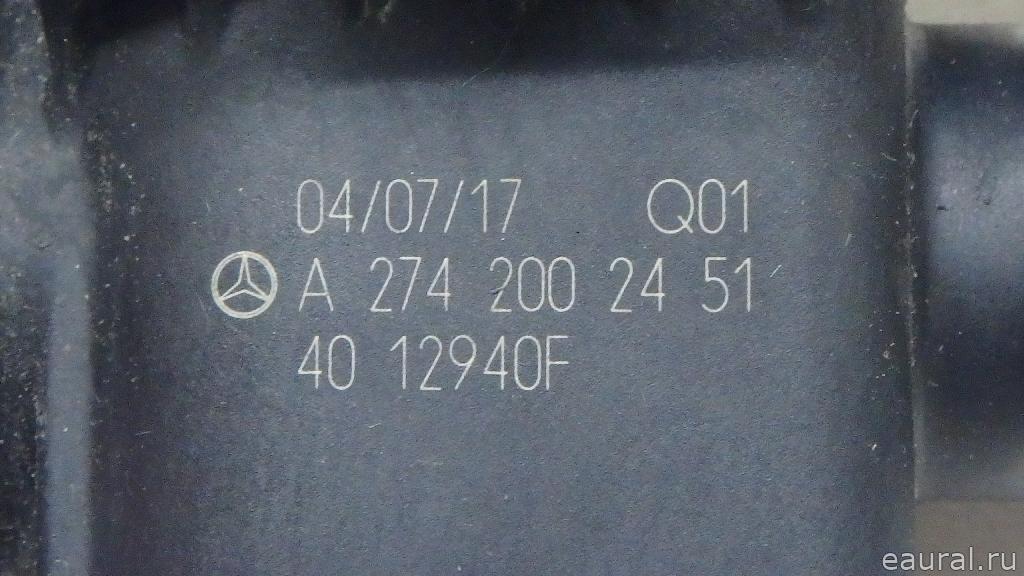 04/07/17 Q01
A 274 200 24 51
40 12940F
eaural.ru